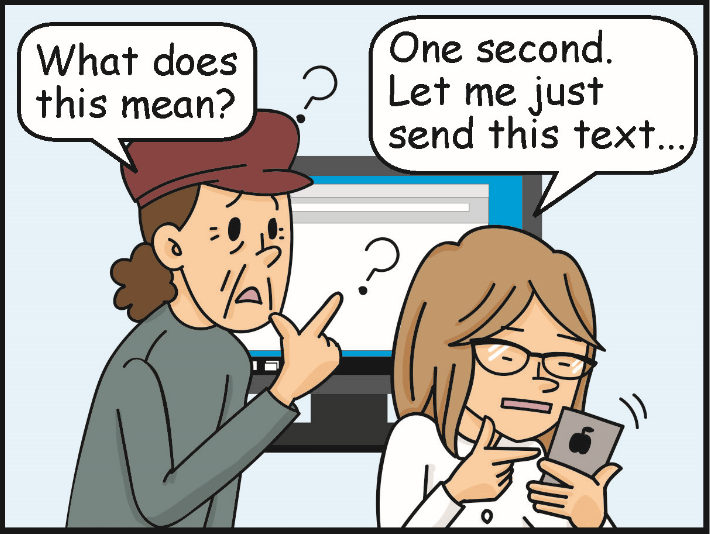 What does
this mean?
One second.
Let me just
send this text...